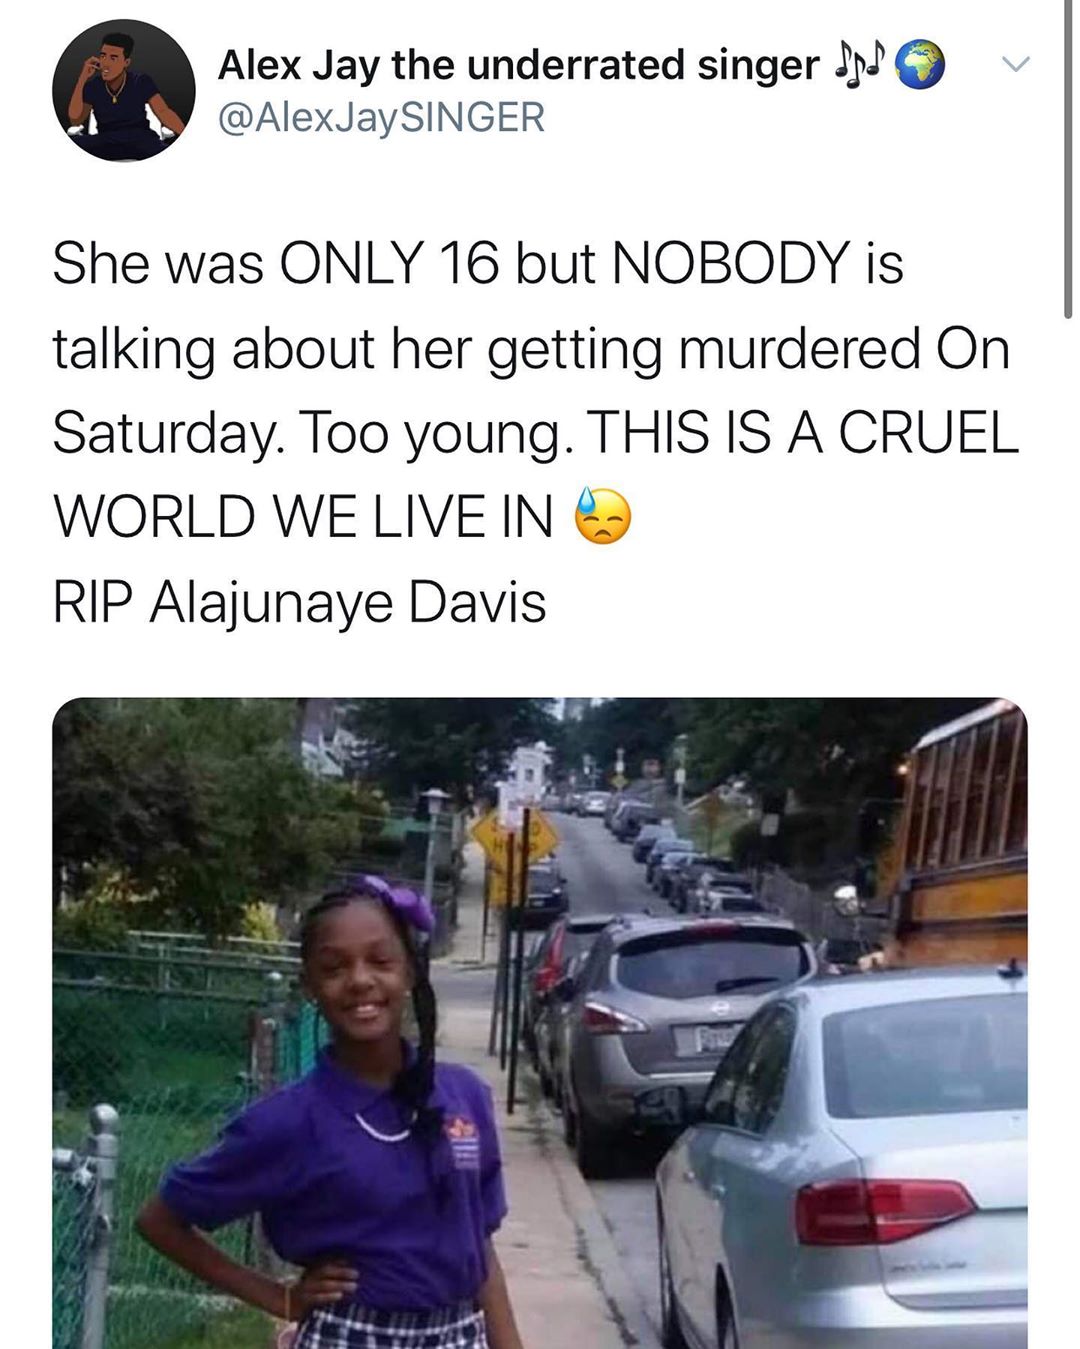 Alex Jay the underrated singer 🎶🌍
@AlexJaySINGER
She was ONLY 16 but NOBODY is
talking about her getting murdered On
Saturday. Too young. THIS IS A CRUEL
WORLD WE LIVE IN 😓
RIP Alajunaye Davis